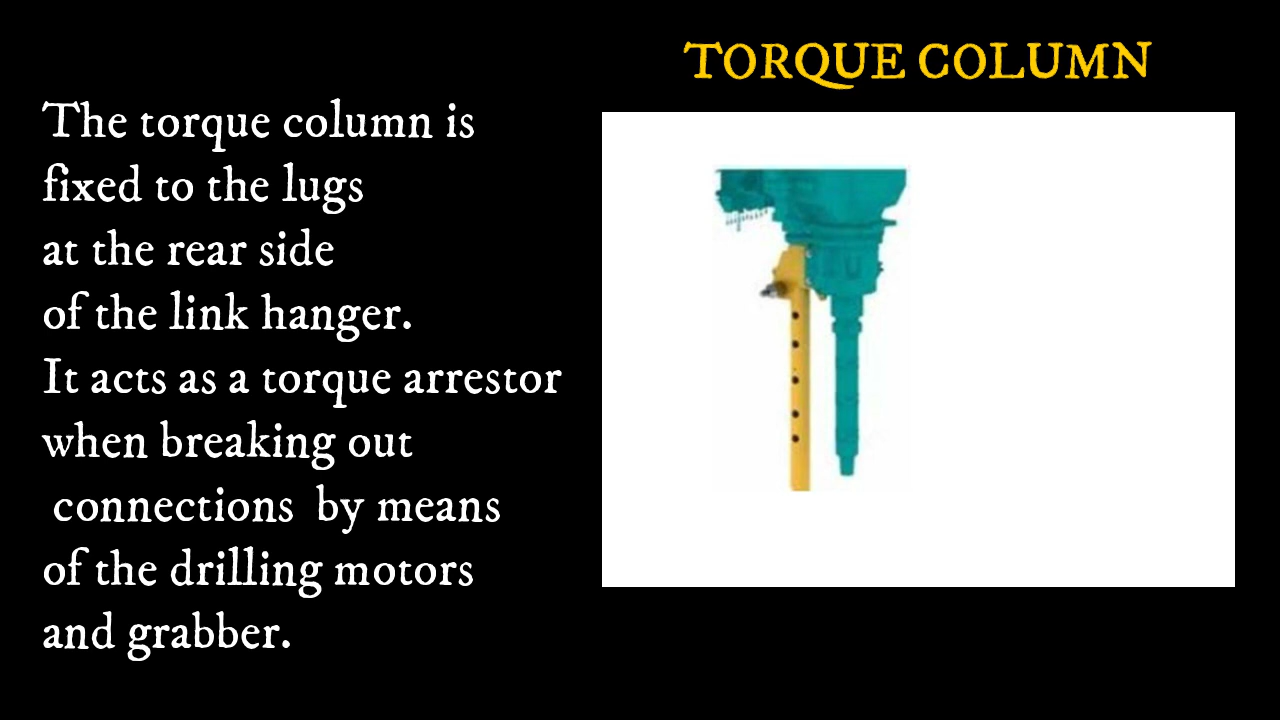 TORQUE COLUMN
The torque column is
fixed to the lugs
at the rear side
of the link hanger.
It acts as a torque arrestor
when breaking out
connections by means
of the drilling motors
and grabber.